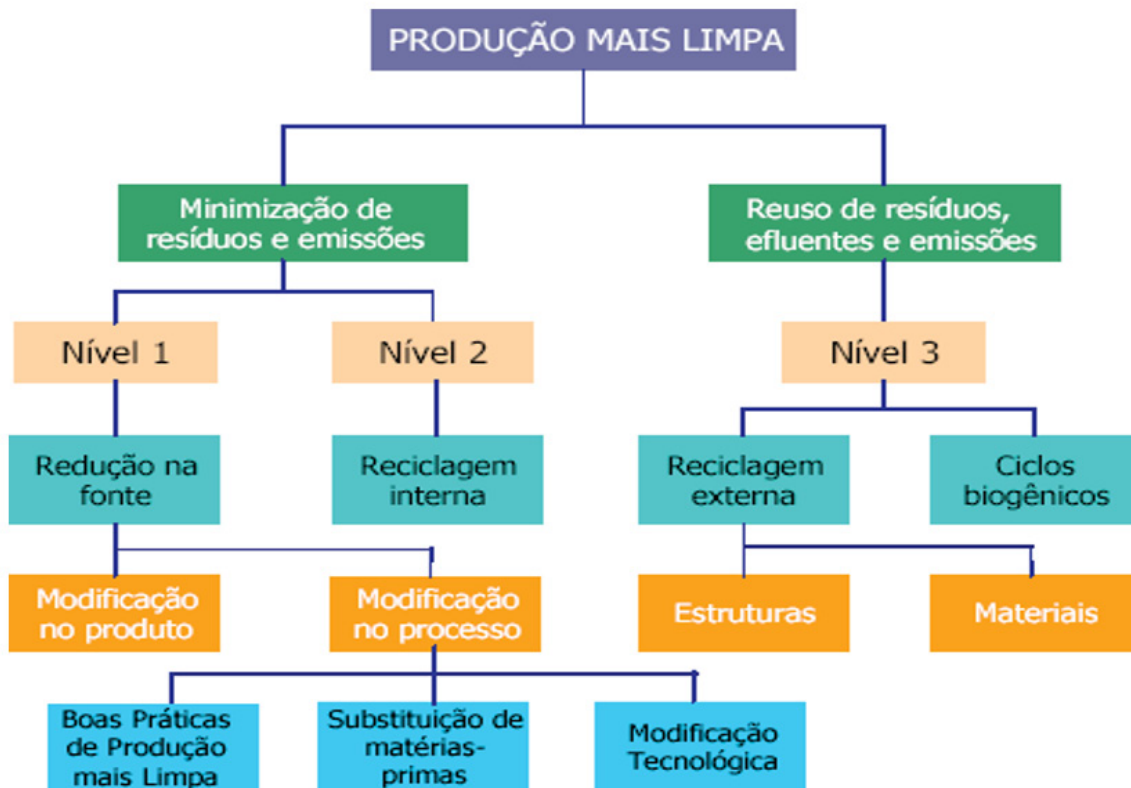 PRODUÇÃO MAIS LIMPA
Minimização de
resíduos e emissões
Reuso de resíduos,
efluentes e emissões
Nível 1
Nível 2
Nível 3
Redução na
fonte
Reciclagem
interna
Reciclagem
externa
Ciclos
biogênicos
Modificação
no produto
Modificação
no processo
Estruturas
Materiais
Boas Práticas
de Produção
mais Limpa
Substituição de
matérias-
primas
Modificação
Tecnológica